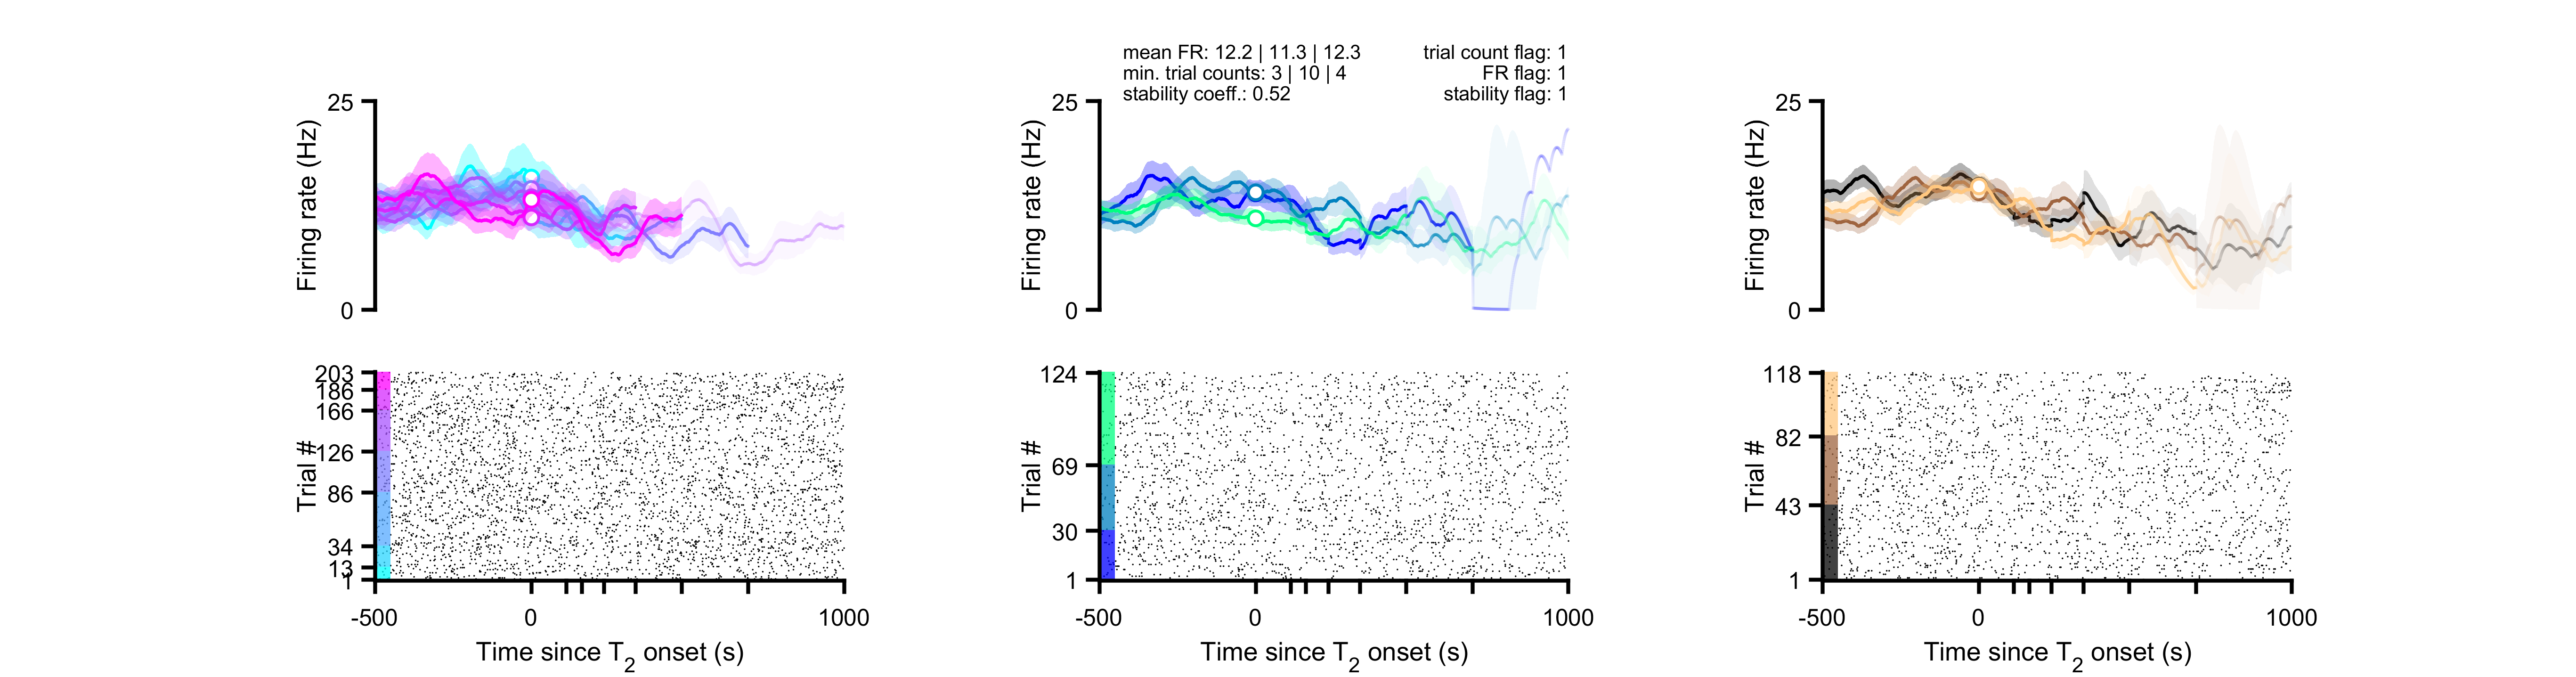 mean FR: 12.2 | 11.3 | 12.3
min. trial counts: 3 | 10 | 4
stability coeff.: 0.52
trial count flag: 1
FR flag: 1
stability flag: 1
25
Firing rate (Hz)
0
25
Firing rate (Hz)
0
25
Firing rate (Hz)
0
203
186
166
126
86
34
13
1
Trial #
-500
0
1000
Time since T2 onset (s)
124
69
30
1
Trial #
-500
0
1000
Time since T2 onset (s)
118
82
43
1
Trial #
-500
0
1000
Time since T2 onset (s)